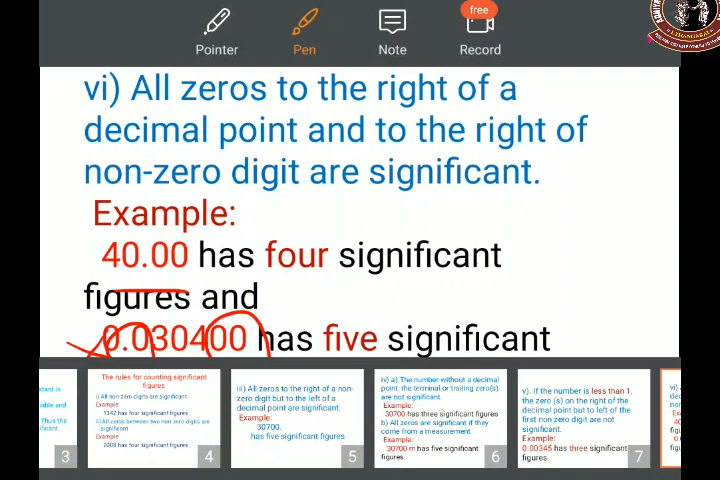 free
Pointer
Pen
Note
Record
vi) All zeros to the right of a
decimal point and to the right of
non-zero digit are significant.
Example:
40.00 has four significant
figures and
0.030400 has five significant
3
The rules for counting significant
figures
i) All non zero digits are significant
Example:
1342 has four significant figures
ii) All zeros between two non zero digits are
significant
Example:
2008 has four significant figures
4
iii) All zeros to the right of a non-
zero digit but to the left of a
decimal point are significant.
Example:
30700.
has five significant figures
5
iv) a) The number without a decimal
point, the terminal or trailing zero(s)
are not significant.
Example:
30700 has three significant figures
b) All zeros are significant if they
come from a measurement
Example:
30700 m has five significant
figures
6
v). If the number is less than 1,
the zero (s) on the right of the
decimal point but to left of the
first non zero digit are not
significant.
Example:
0.00345 has three significant
figures.
7